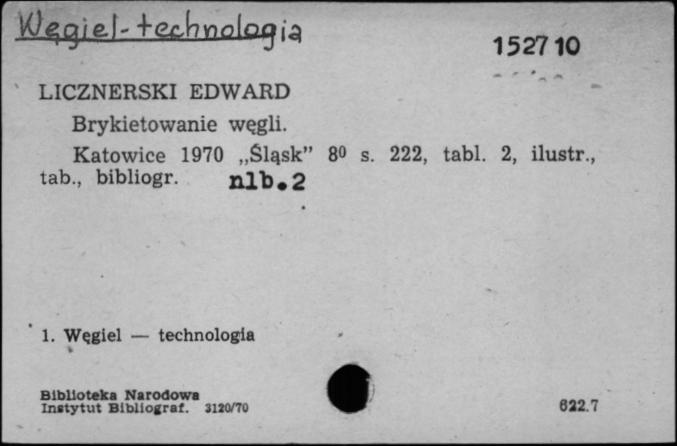 Węgiel-technologia
152710
LICZNERSKI EDWARD
Brykietowanie węgli.
Katowice 1970 „Śląsk” 8⁰ s. 222, tabl. 2, ilustr.,
tab., bibliogr. nlb.2
1. Węgiel — technologia
Biblioteka Narodowa
Instytut Bibliograf. 3120/70
622.7